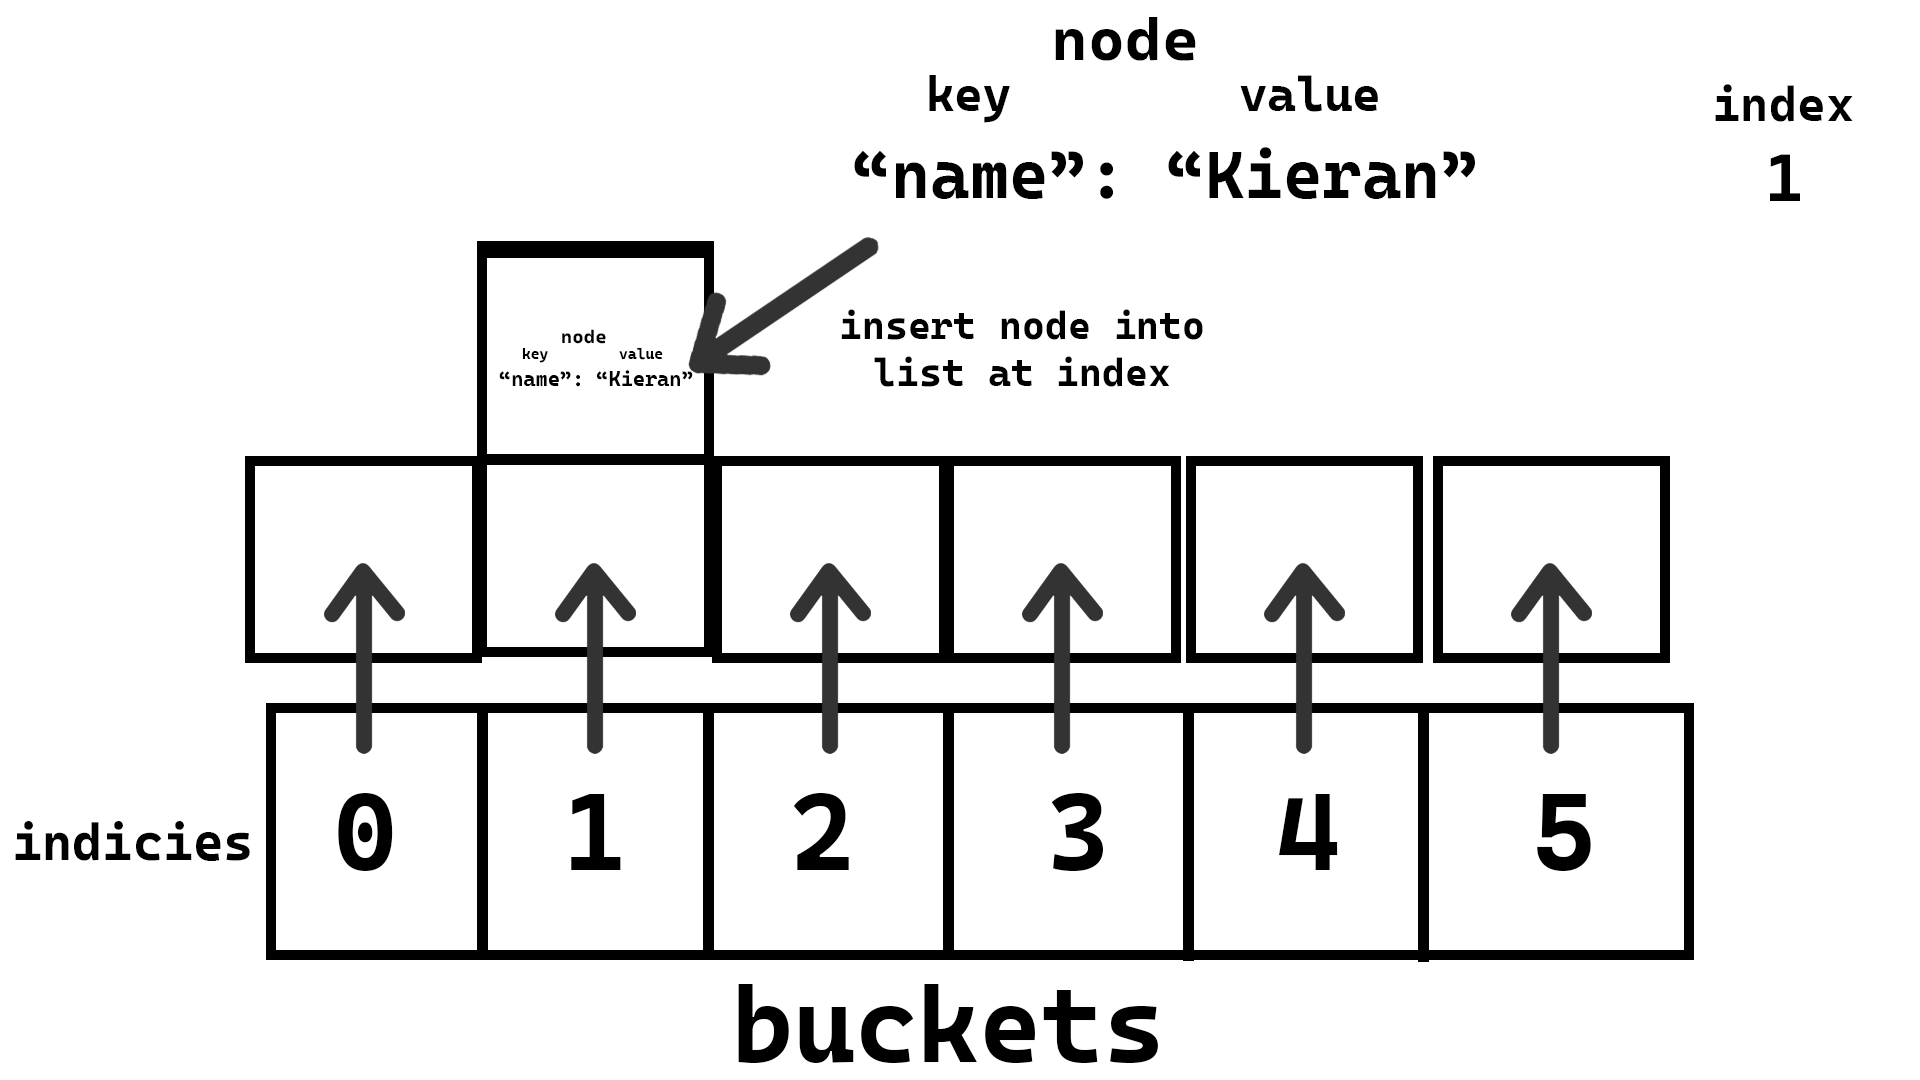 node
key value
“name”: “Kieran”
index
1
node
key value
“name”: “Kieran”
insert node into
list at index
indicies
0 1 2 3 4 5
buckets